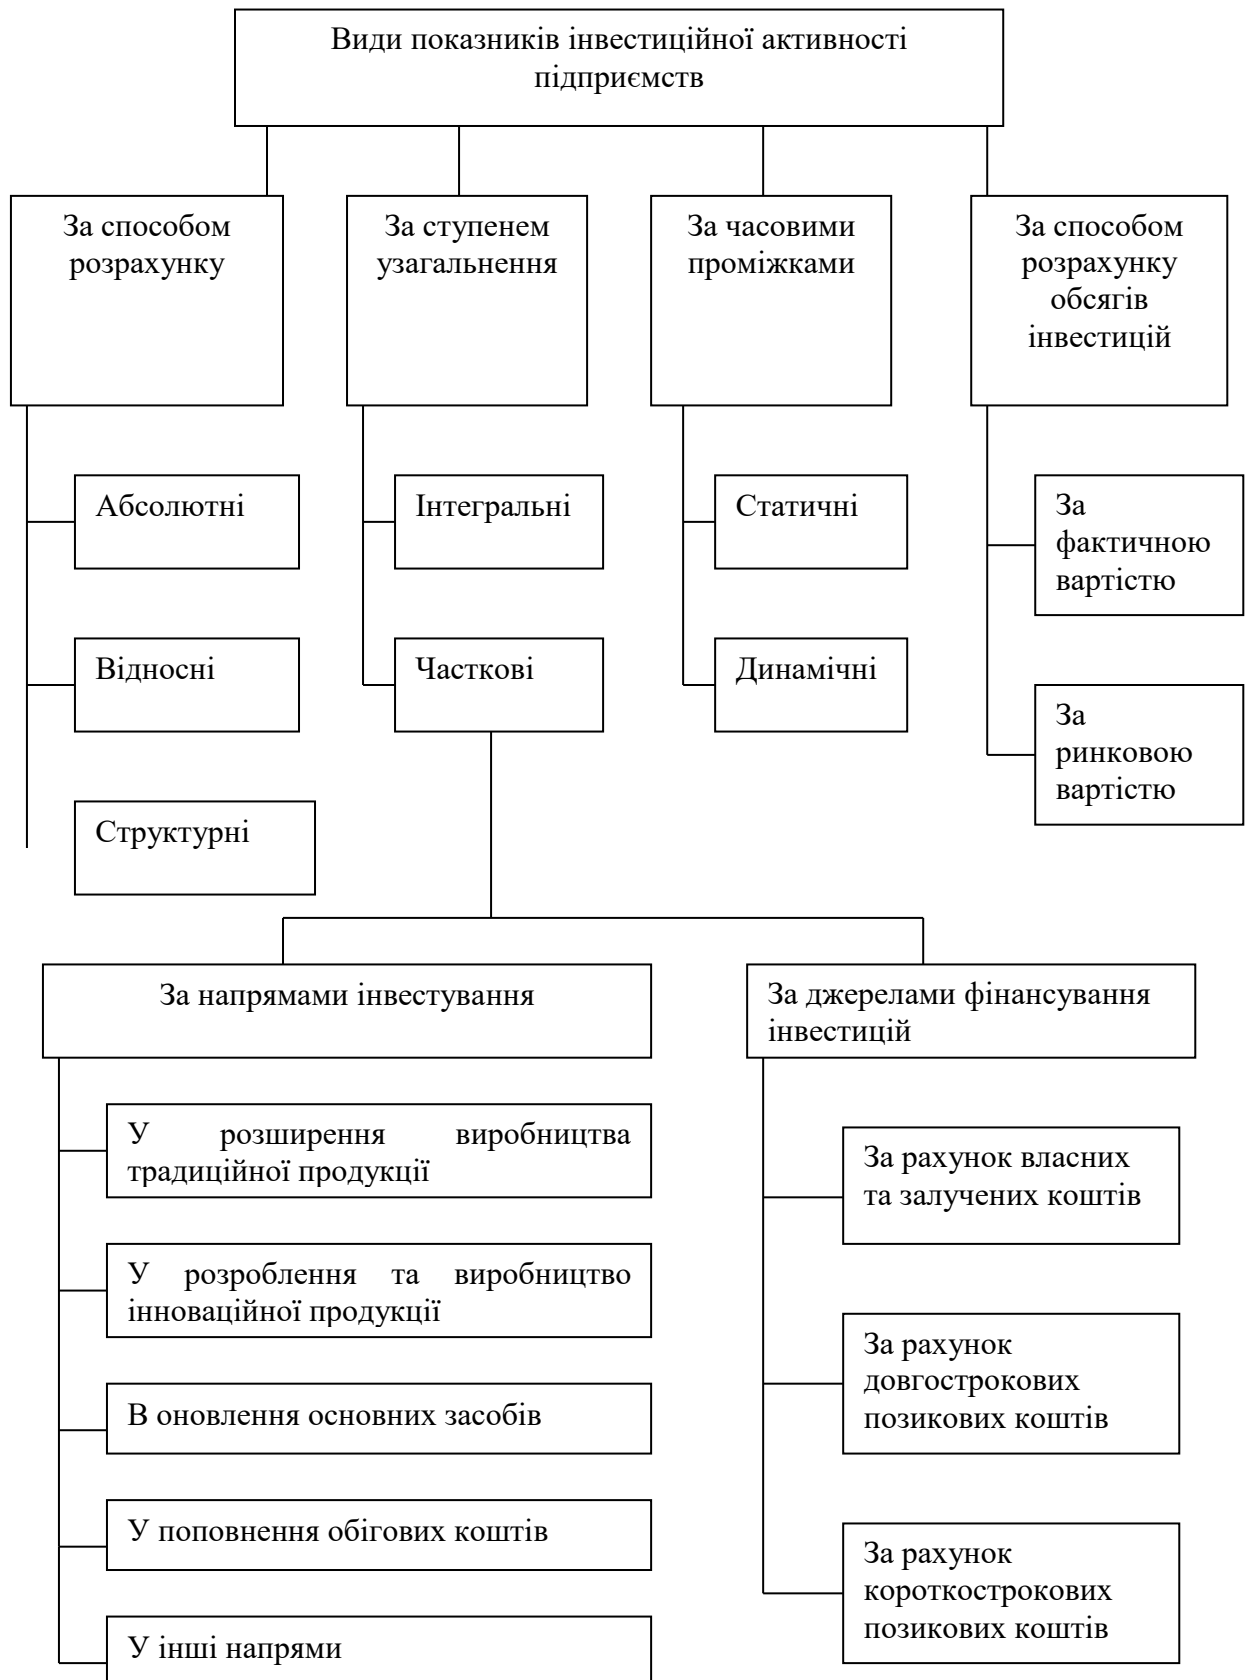 Види показників інвестиційної активності
підприємств
За способом
розрахунку
За ступенем
узагальнення
За часовими
проміжками
За способом
розрахунку
обсягів
інвестицій
Абсолютні
Інтегральні
Статичні
За
фактичною
вартістю
Відносні
Часткові
Динамічні
За
ринковою
вартістю
Структурні
За напрямами інвестування
За джерелами фінансування
інвестицій
У розширення виробництва
традиційної продукції
За рахунок власних
та залучених коштів
У розроблення та виробництво
інноваційної продукції
За рахунок
довгострокових
позикових коштів
В оновлення основних засобів
У поповнення обігових коштів
За рахунок
короткострокових
позикових коштів
У інші напрями